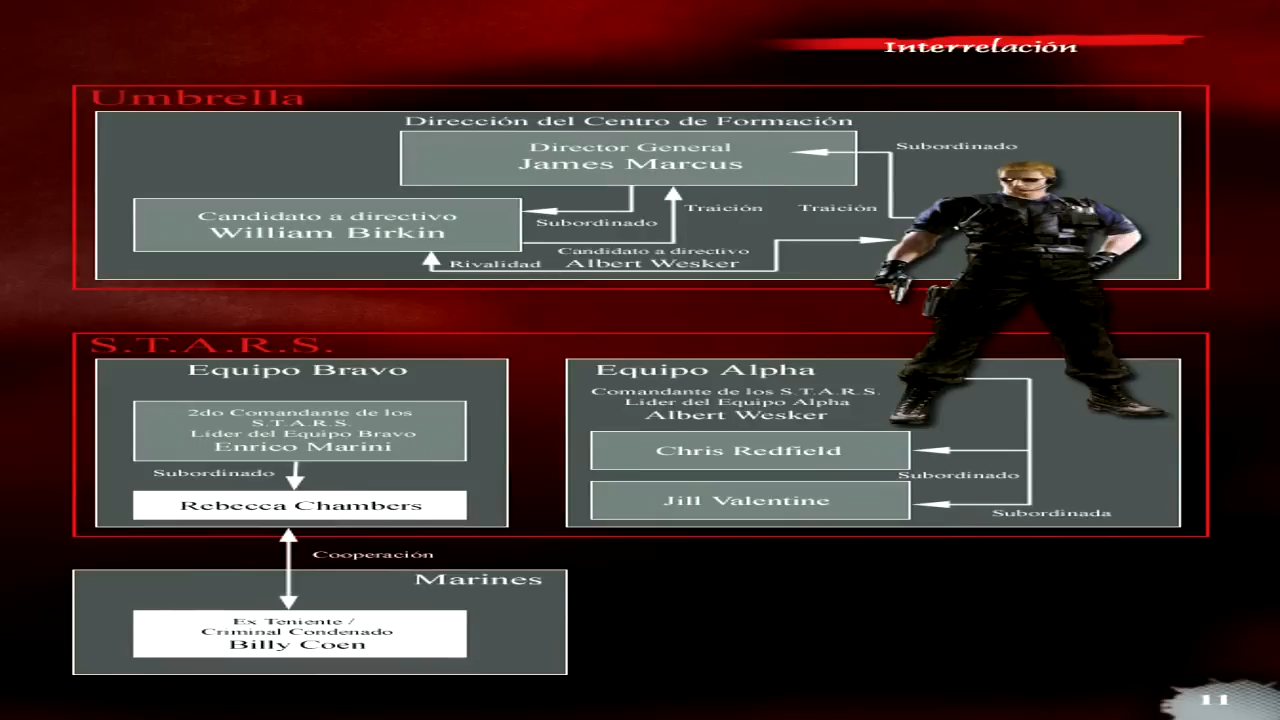 Interrelación
Umbrella
Dirección del Centro de Formación
Director General
James Marcus
Subordinado
Candidato a directivo
William Birkin
Subordinado
Traición
Traición
Candidato a directivo
Rivalidad
Albert Wesker
S.T.A.R.S.
Equipo Bravo
2do Comandante de los
S.T.A.R.S.
Lider del Equipo Bravo
Enrico Marini
Subordinado
Rebecca Chambers
Equipo Alpha
Comandante de los S.T.A.R.S.
Lider del Equipo Alpha
Albert Wesker
Chris Redfield
Subordinado
Jill Valentine
Subordinada
Cooperación
Marines
Ex Teniente /
Criminal Condenado
Billy Coen
11